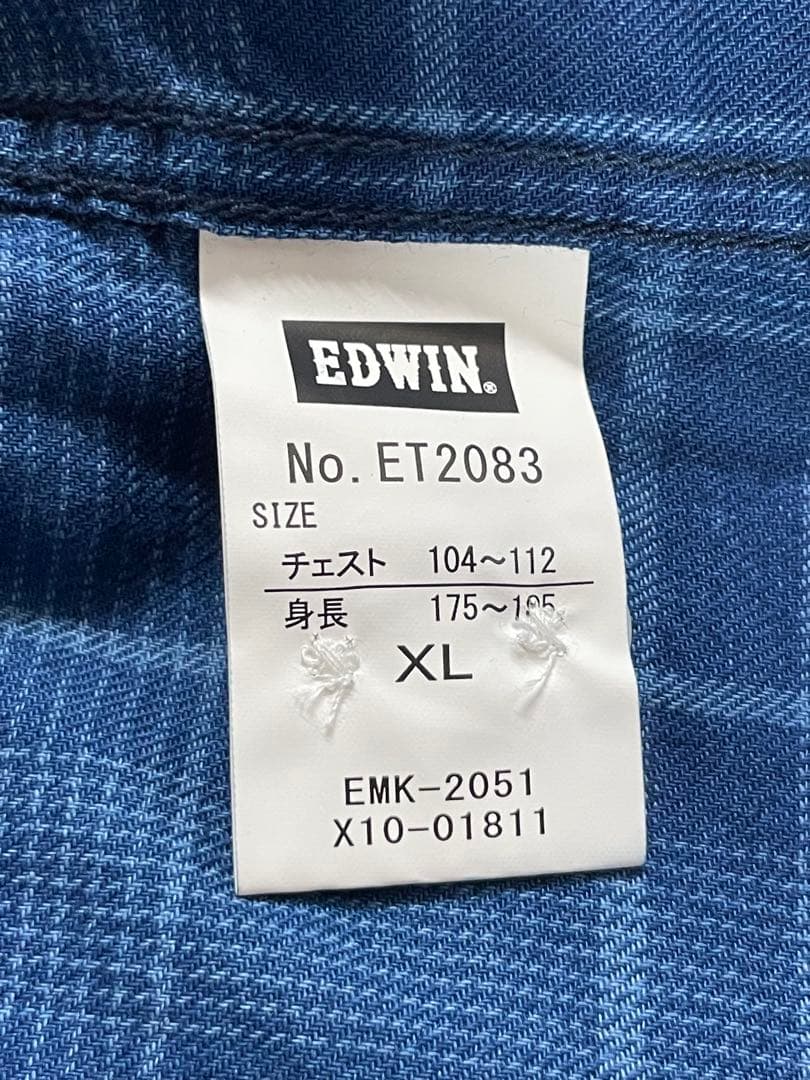 EDWIN®
No. ET2083
SIZE
チェスト 104～112
身長 175～
XL
EMK-2051
X10-01811